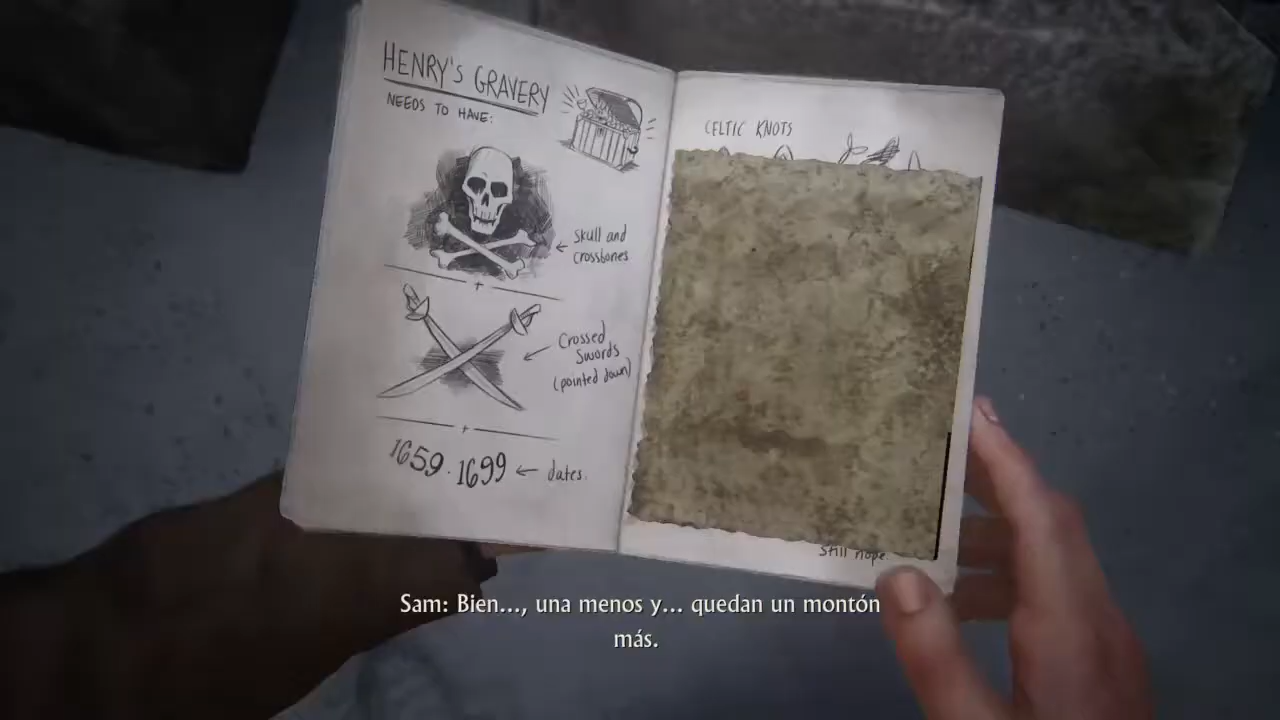 HENRY'S GRAVERY
NEEDS TO HAVE:
Skull and
crossbones
+
Crossed
Swords
(pointed down)
+
1659 · 1699 ← dates.
CELTIC KNOTS
Still nope.
Sam: Bien..., una menos y... quedan un montón
más.